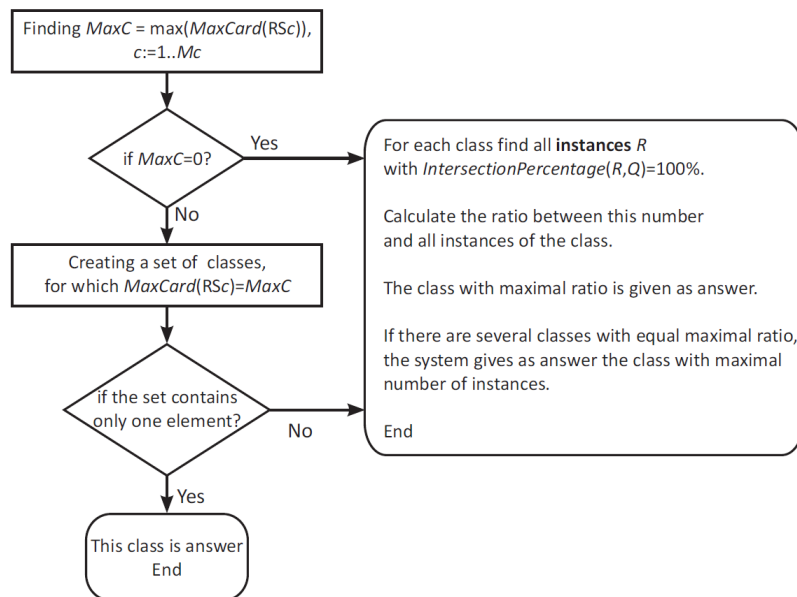 Finding MaxC = max(MaxCard(RSc)),
c:=1..Mc
if MaxC=0?
Yes
No
For each class find all instances R
with IntersectionPercentage(R,Q)=100%.
Calculate the ratio between this number
and all instances of the class.
The class with maximal ratio is given as answer.
If there are several classes with equal maximal ratio,
the system gives as answer the class with maximal
number of instances.
End
Creating a set of classes,
for which MaxCard(RSc)=MaxC
if the set contains
only one element?
No
Yes
This class is answer
End